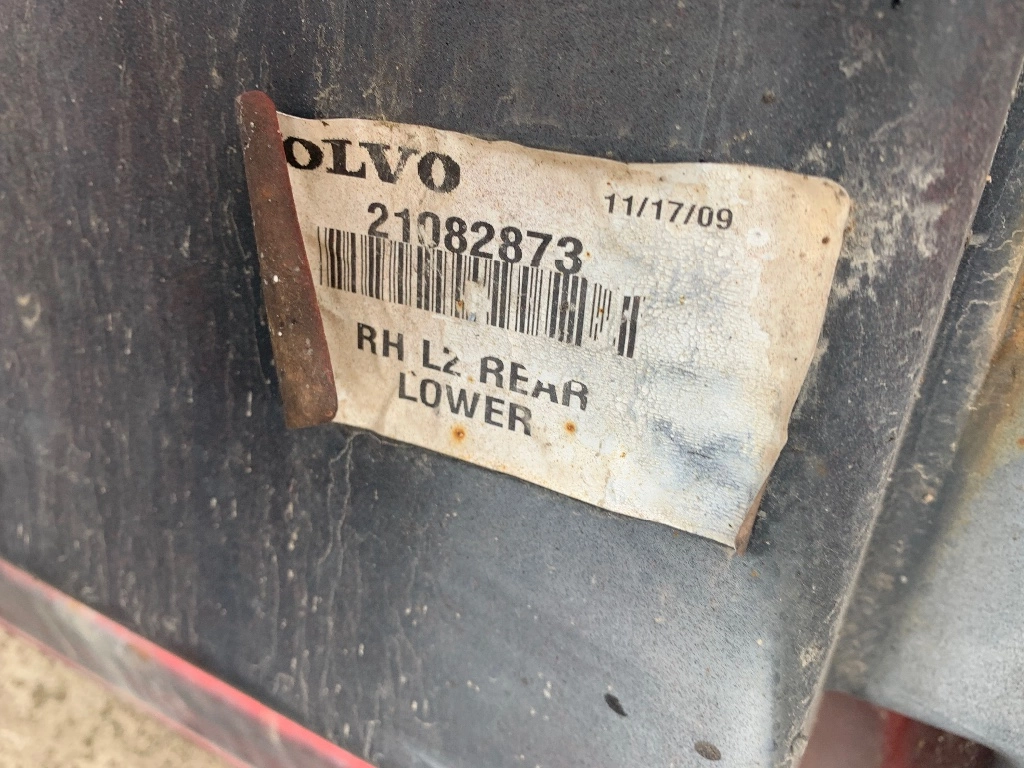 OLVO
11/17/09
21082873
RH L2 REAR
LOWER